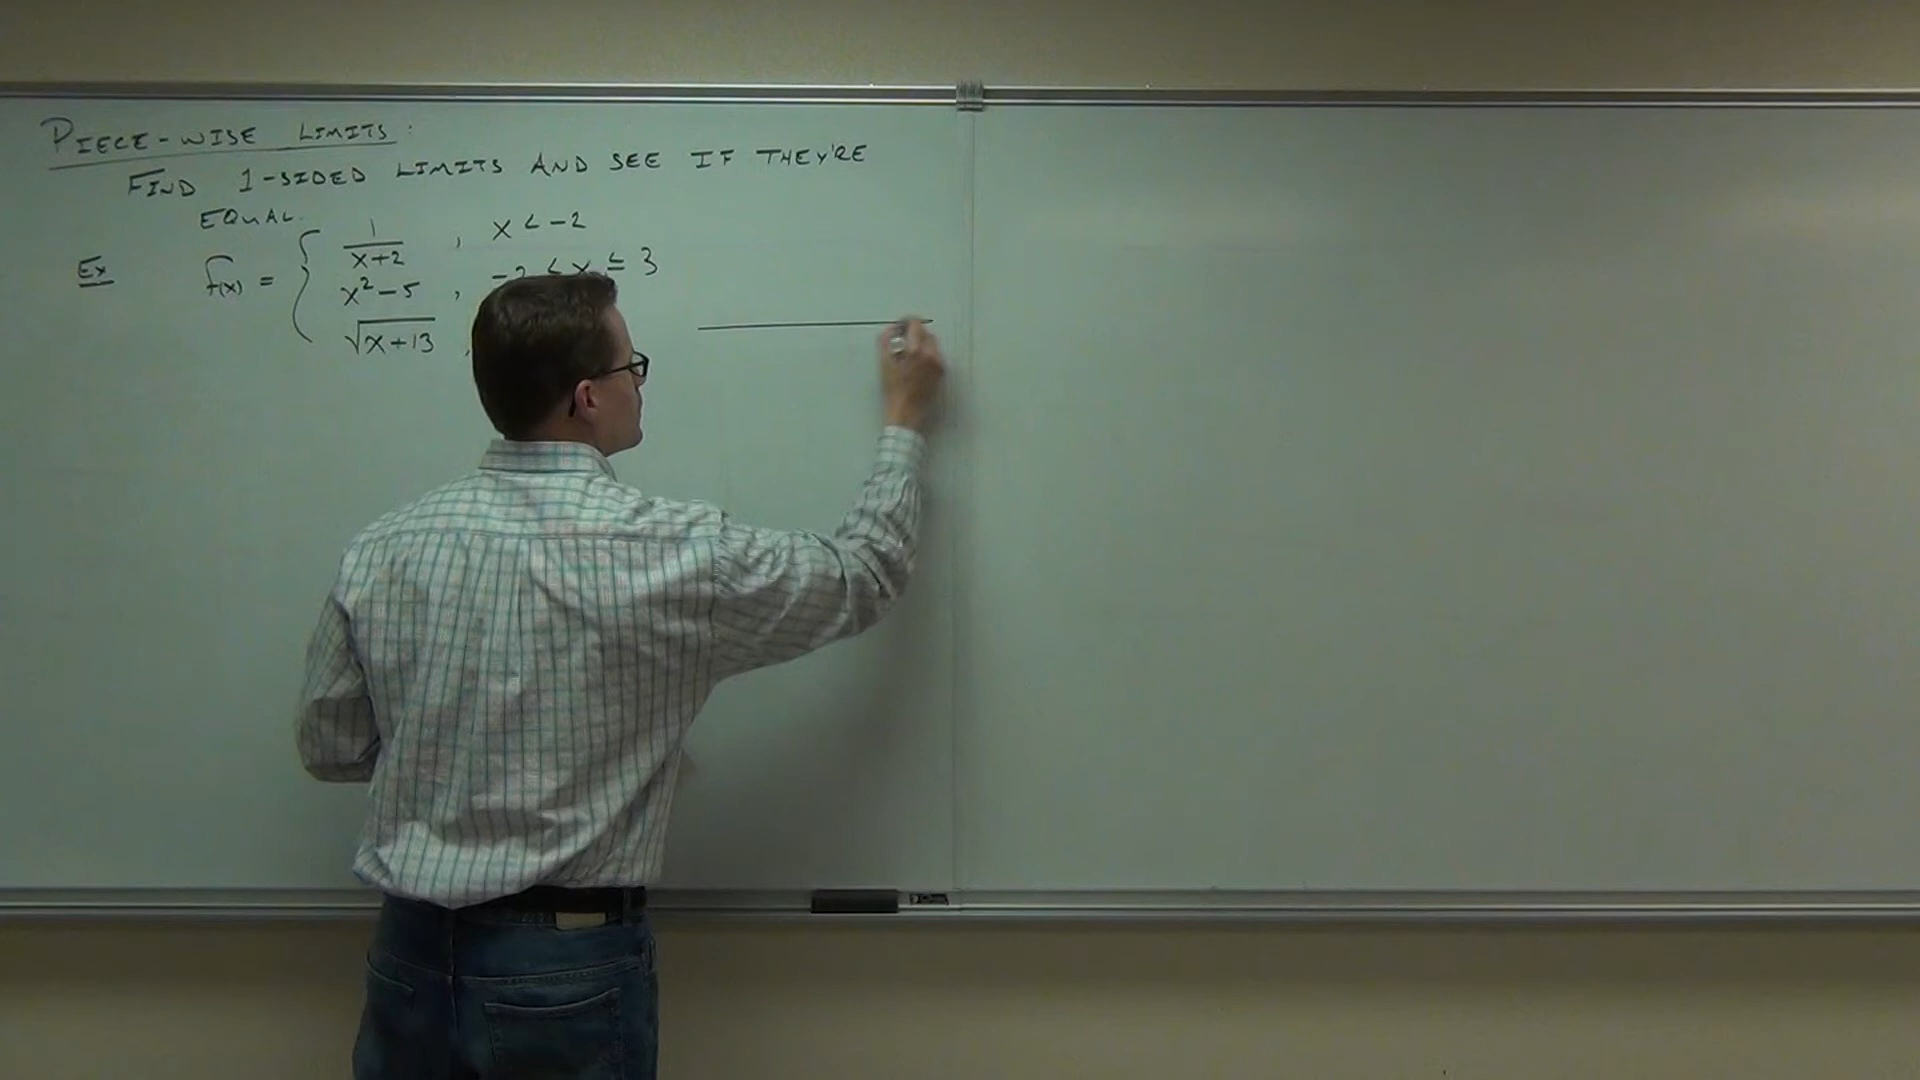 PIECE-WISE LIMITS:
FIND 1-SIDED LIMITS AND SEE IF THEY'RE
EQUAL.
Ex f(x) = { 1/(x+2) , x < -2
x² - 5 , -2 < x ≤ 3
√(x+13) ,